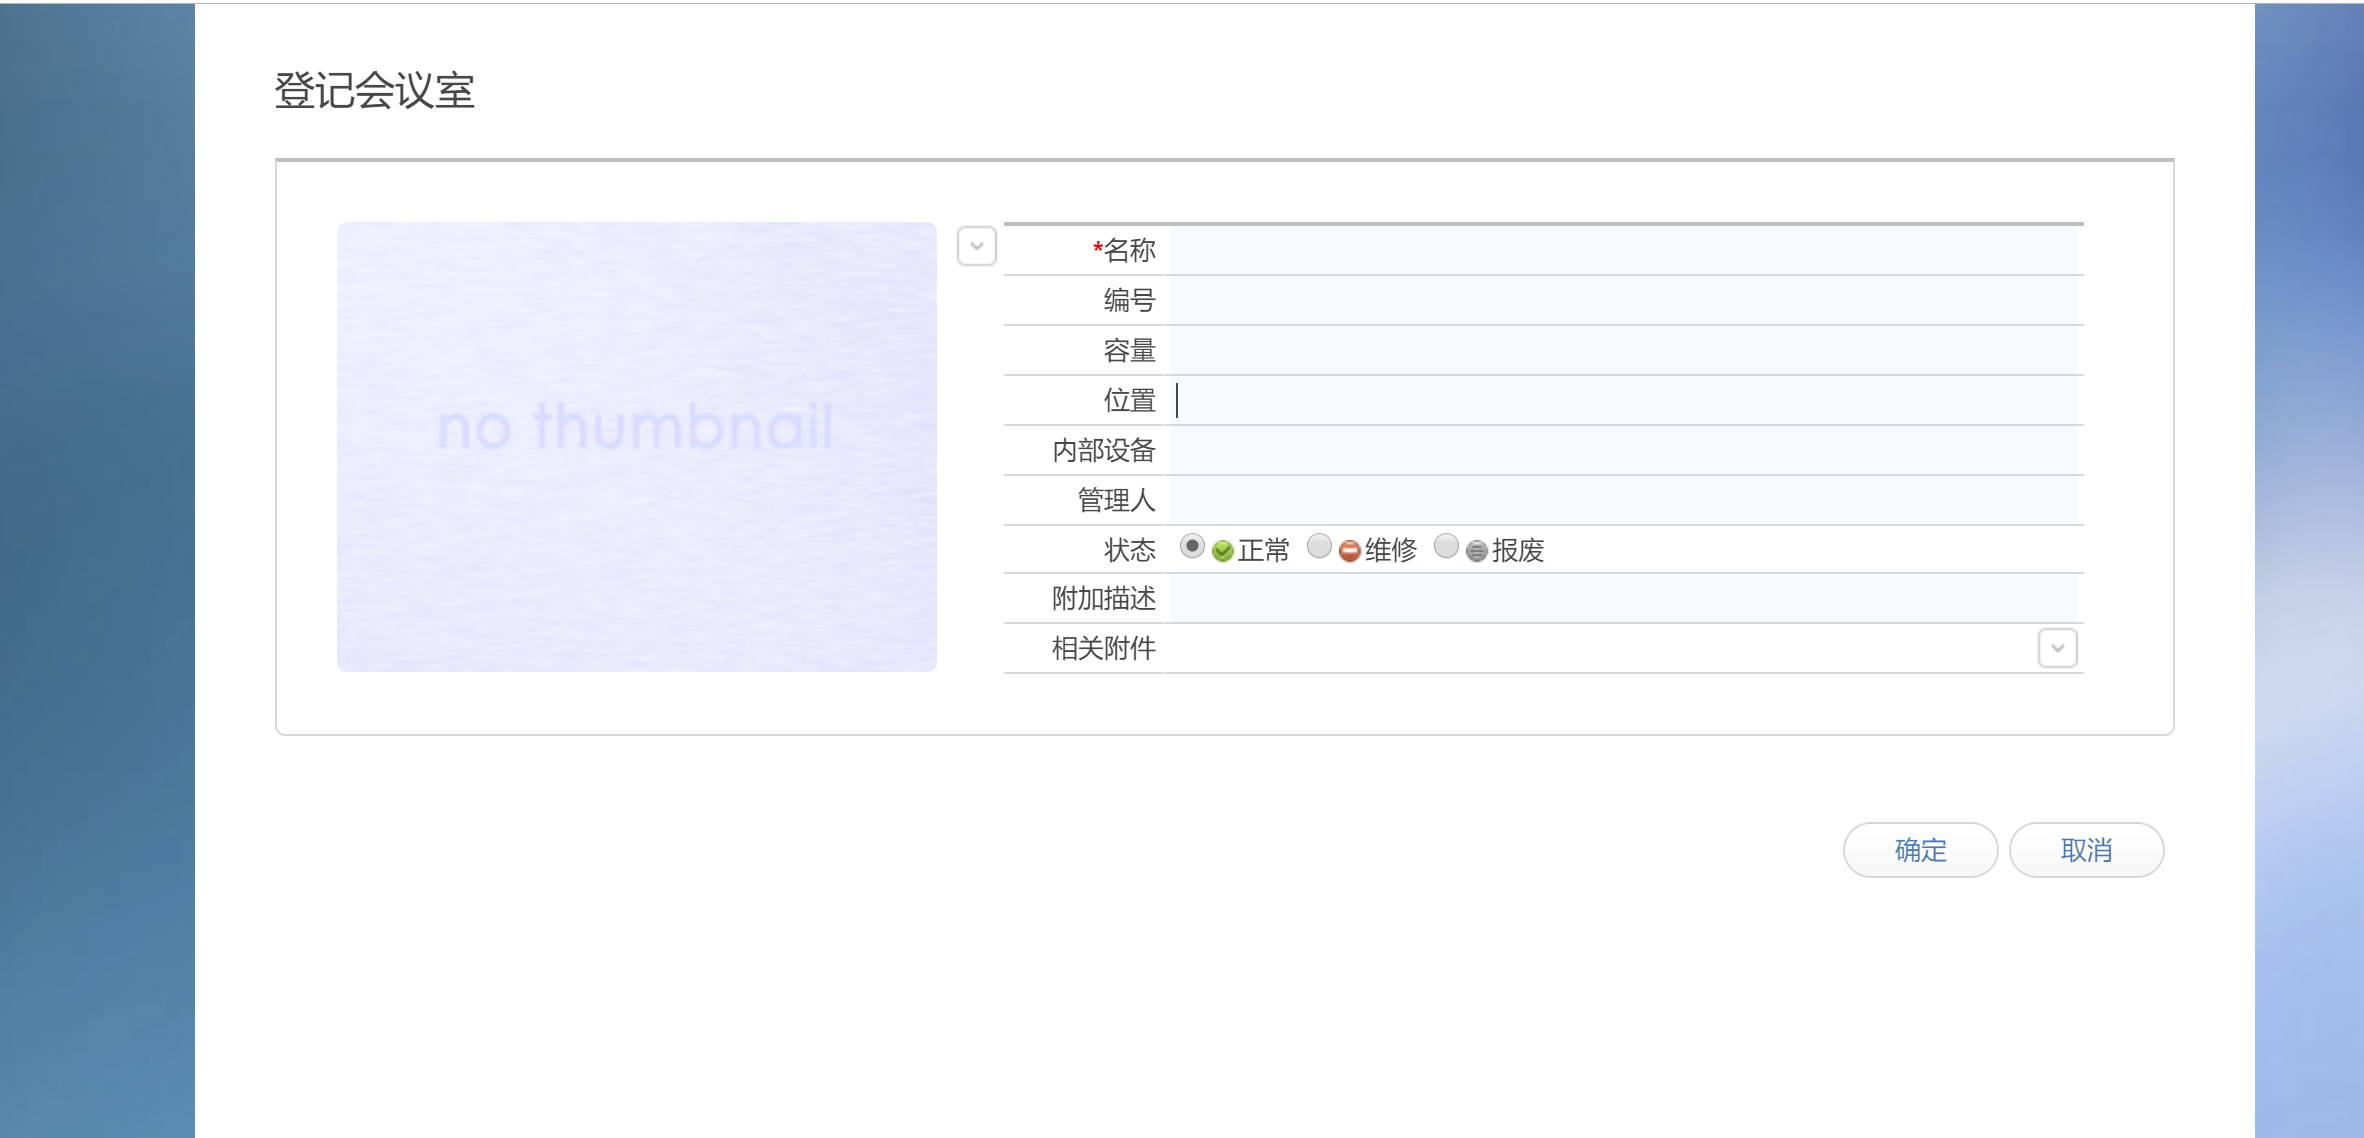 登记会议室
no thumbnail
*名称
编号
容量
位置
内部设备
管理人
状态 正常 维修 报废
附加描述
相关附件
确定 取消